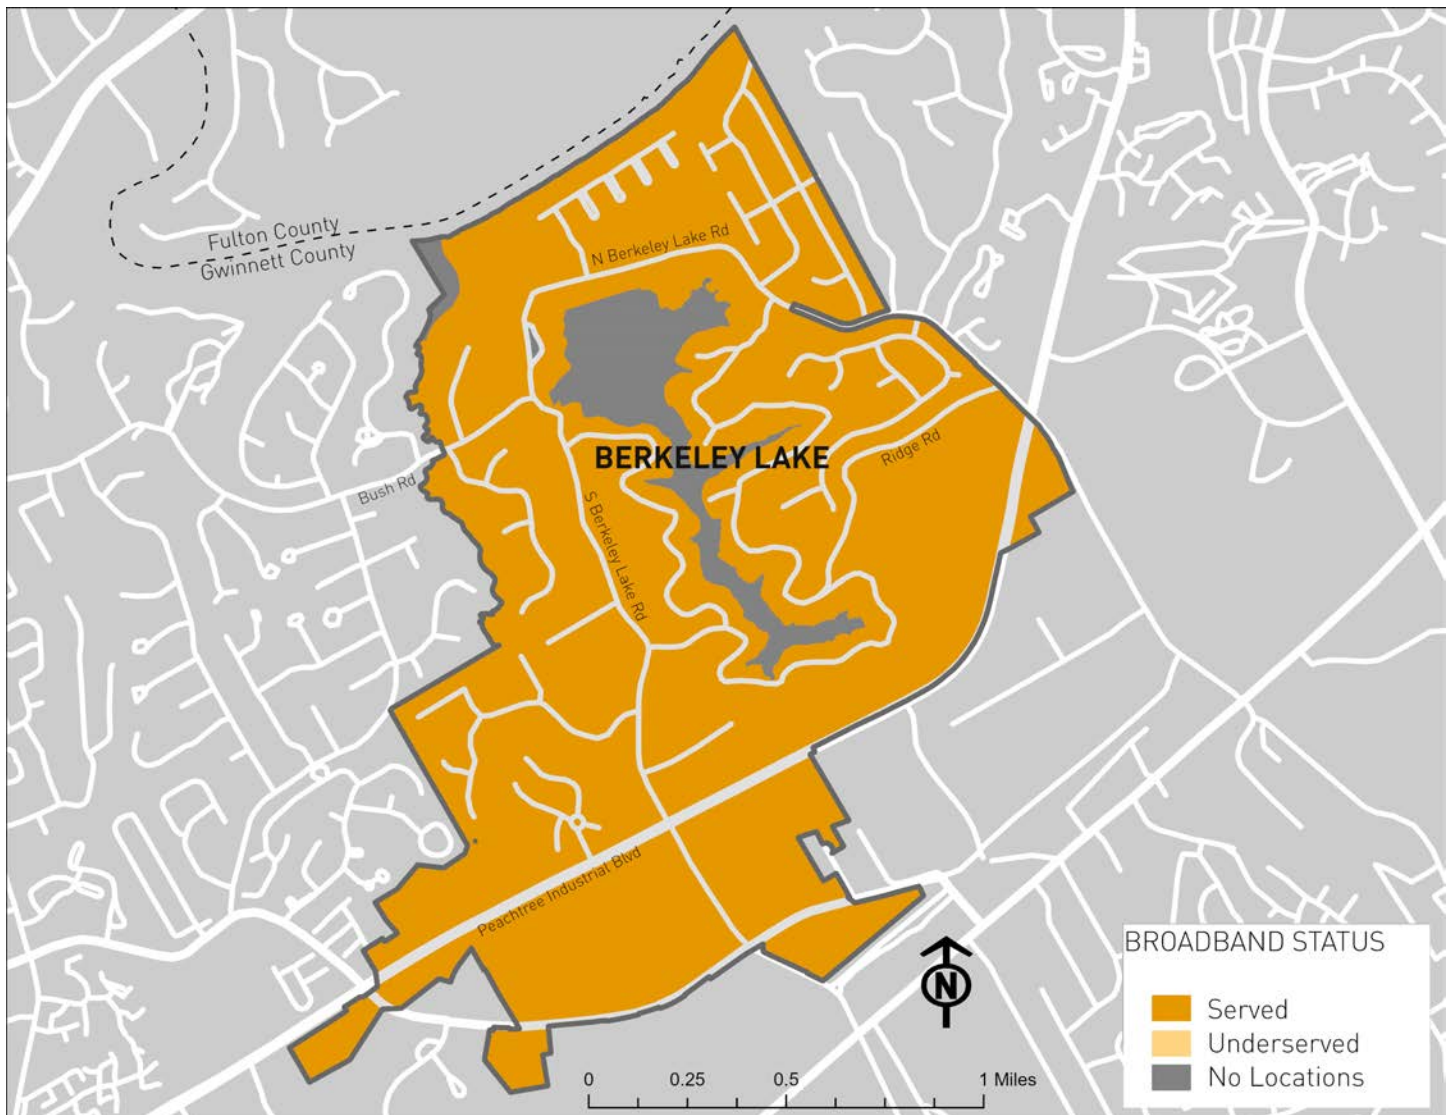 Fulton County
Gwinnett County
N Berkeley Lake Rd
BERKELEY LAKE
Ridge Rd
Bush Rd
S Berkeley Lake Rd
Peachtree Industrial Blvd
N
0 0.25 0.5 1 Miles
BROADBAND STATUS
Served
Underserved
No Locations